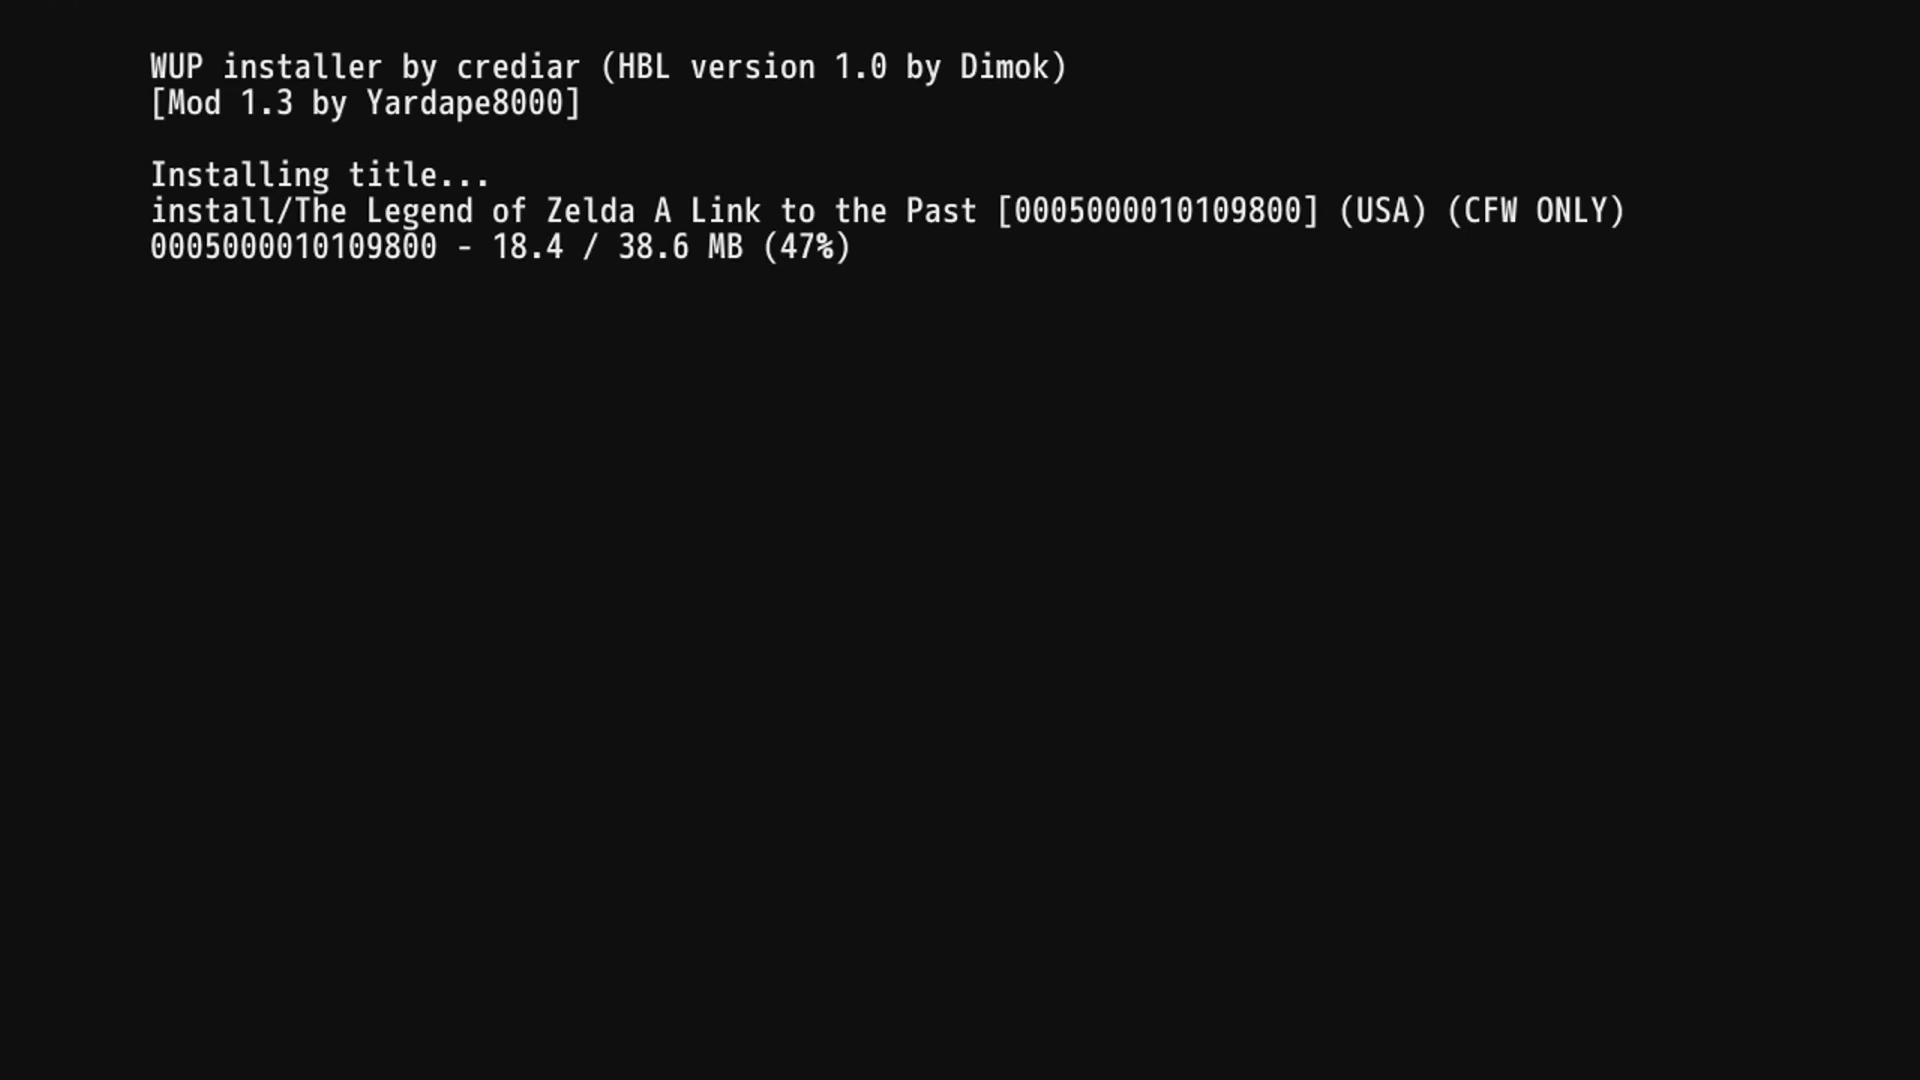 WUP installer by crediar (HBL version 1.0 by Dimok)
[Mod 1.3 by Yardape8000]
Installing title...
install/The Legend of Zelda A Link to the Past [0005000010109800] (USA) (CFW ONLY)
0005000010109800 - 18.4 / 38.6 MB (47%)